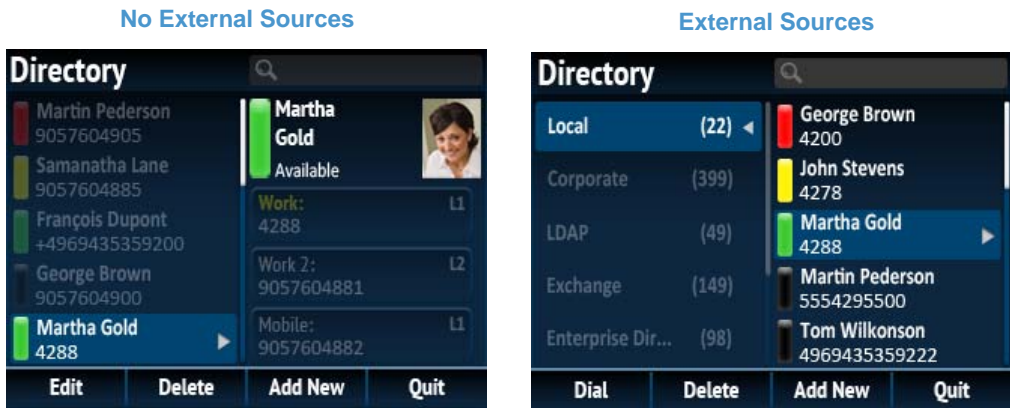 No External Sources
Directory
Martin Pederson
9057604905
Samanatha Lane
9057604885
François Dupont
+4969435359200
George Brown
9057604900
Martha Gold
4288
Martha
Gold
Available
Work: L1
4288
Work 2: L2
9057604881
Mobile: L1
9057604882
Edit Delete Add New Quit
External Sources
Directory
Local (22)
Corporate (399)
LDAP (49)
Exchange (149)
Enterprise Dir... (98)
George Brown
4200
John Stevens
4278
Martha Gold
4288
Martin Pederson
5554295500
Tom Wilkonson
4969435359222
Dial Delete Add New Quit